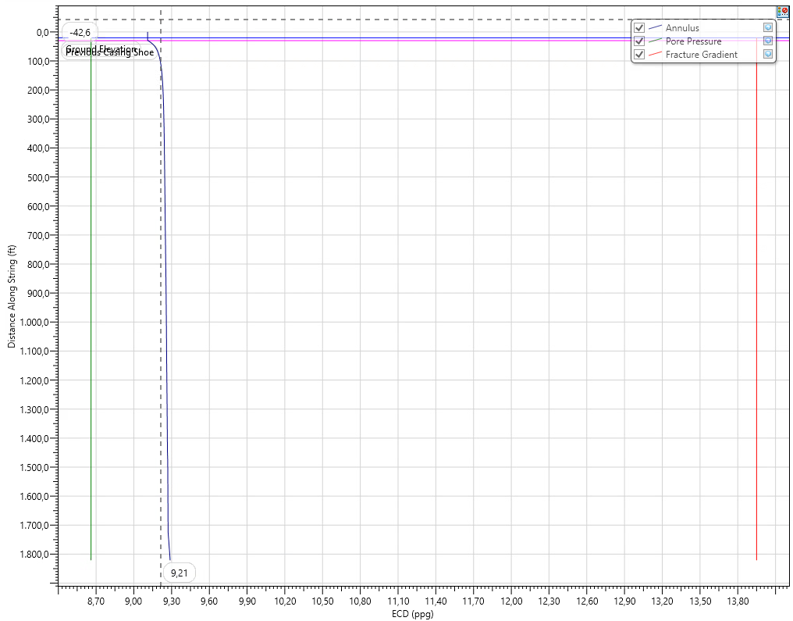 -42,6
Annulus
Pore Pressure
Fracture Gradient
Ground Elevation
Previous Casing Shoe
0,0
100,0
200,0
300,0
400,0
500,0
600,0
700,0
800,0
900,0
1.000,0
1.100,0
1.200,0
1.300,0
1.400,0
1.500,0
1.600,0
1.700,0
1.800,0
Distance Along String (ft)
9,21
8,70 9,00 9,30 9,60 9,90 10,20 10,50 10,80 11,10 11,40 11,70 12,00 12,30 12,60 12,90 13,20 13,50 13,80
ECD (ppg)